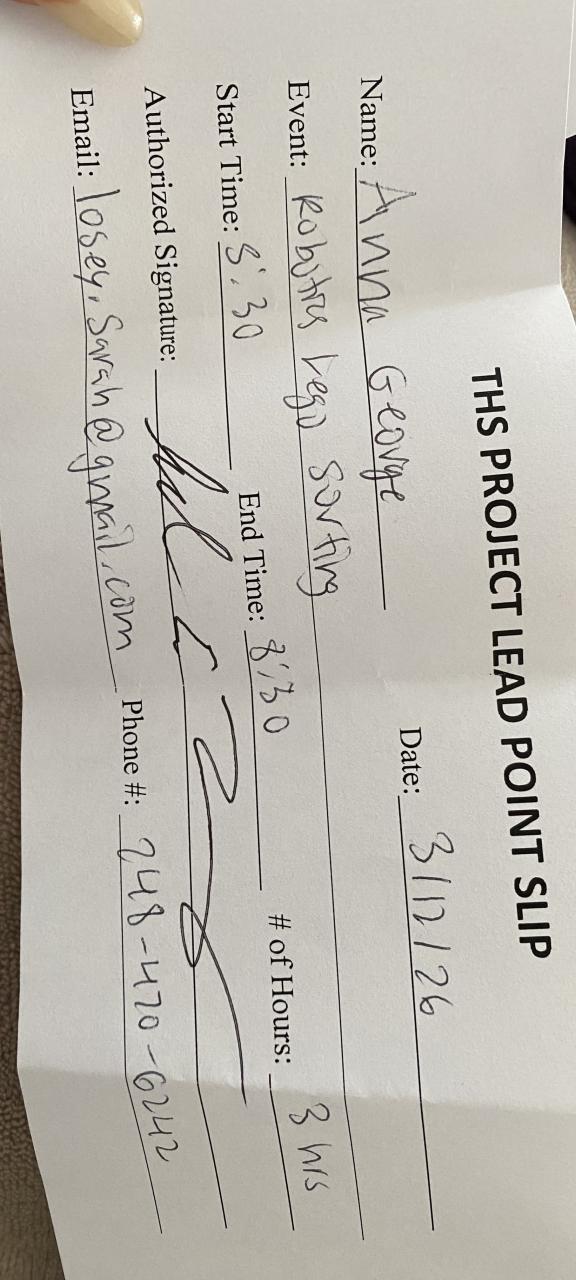 THS PROJECT LEAD POINT SLIP
Name: Anna George Date: 3/12/26
Event: Robotics Lego Sorting
Start Time: 5:30 End Time: 8:30 # of Hours: 3 hrs
Authorized Signature:
Email: losey.sarah@gmail.com Phone #: 248-470-6242